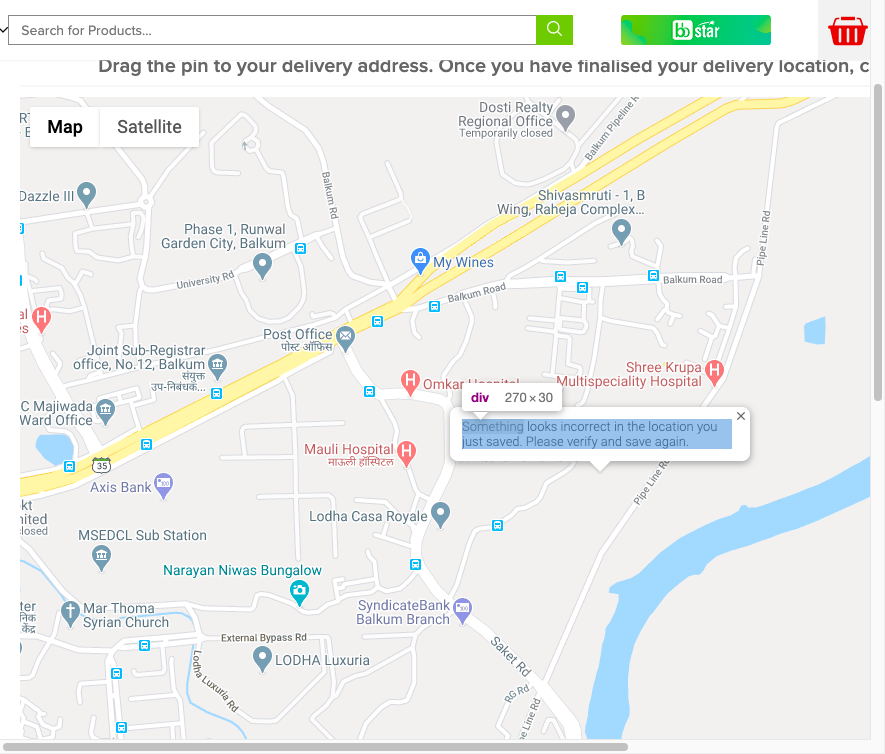 Search for Products...
bb star
Drag the pin to your delivery address. Once you have finalised your delivery location, c
Map
Satellite
Dosti Realty
Regional Office
Temporarily closed
Balkum Pipeline R
Dazzle III
Balkum Rd
Shivasmruti - 1, B
Wing, Raheja Complex...
Pipe Line Rd
Phase 1, Runwal
Garden City, Balkum
My Wines
University Rd
Balkum Road
Balkum Road
al
es
Post Office
पोस्ट ऑफिस
Joint Sub-Registrar
office, No.12, Balkum
संयुक्त
उप-निबंधक...
Shree Krupa
Multispeciality Hospital
Omkar Hospital
div 270 × 30
C Majiwada
Ward Office
Something looks incorrect in the location you
just saved. Please verify and save again.
Mauli Hospital
माऊली हॉस्पिटल
35
Axis Bank
Pipe Line Rd
kt
nited
closed
Lodha Casa Royale
MSEDCL Sub Station
Narayan Niwas Bungalow
ter
निक
केंद्र
Mar Thoma
Syrian Church
SyndicateBank
Balkum Branch
External Bypass Rd
LODHA Luxuria
Lodha Luxuria Rd
Saket Rd
RG Rd
e Line Rd